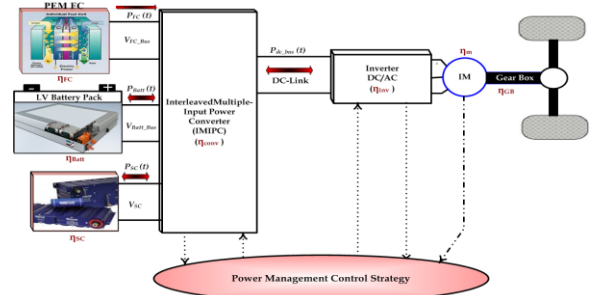 PEM FC
P_FC (t)
V_FC_Bus
η_FC
LV Battery Pack
P_Batt (t)
V_Batt_Bus
η_Batt
P_SC (t)
V_SC
η_SC
InterleavedMultiple-
Input Power
Converter
(IMIPC)
(η_conv )
P_dc_bus (t)
DC-Link
Inverter
DC/AC
(η_Inv )
η_m
IM
Gear Box
η_GB
Power Management Control Strategy